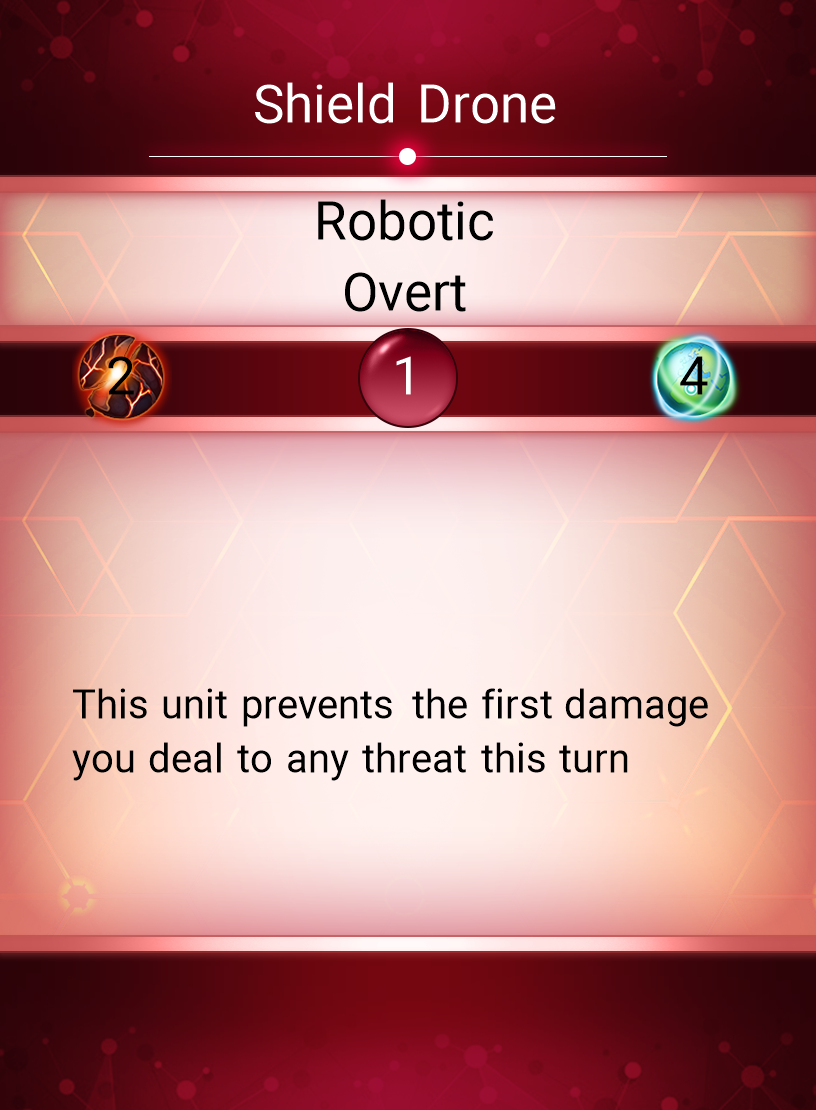 Shield Drone
Robotic
Overt
2 1 4
This unit prevents the first damage
you deal to any threat this turn